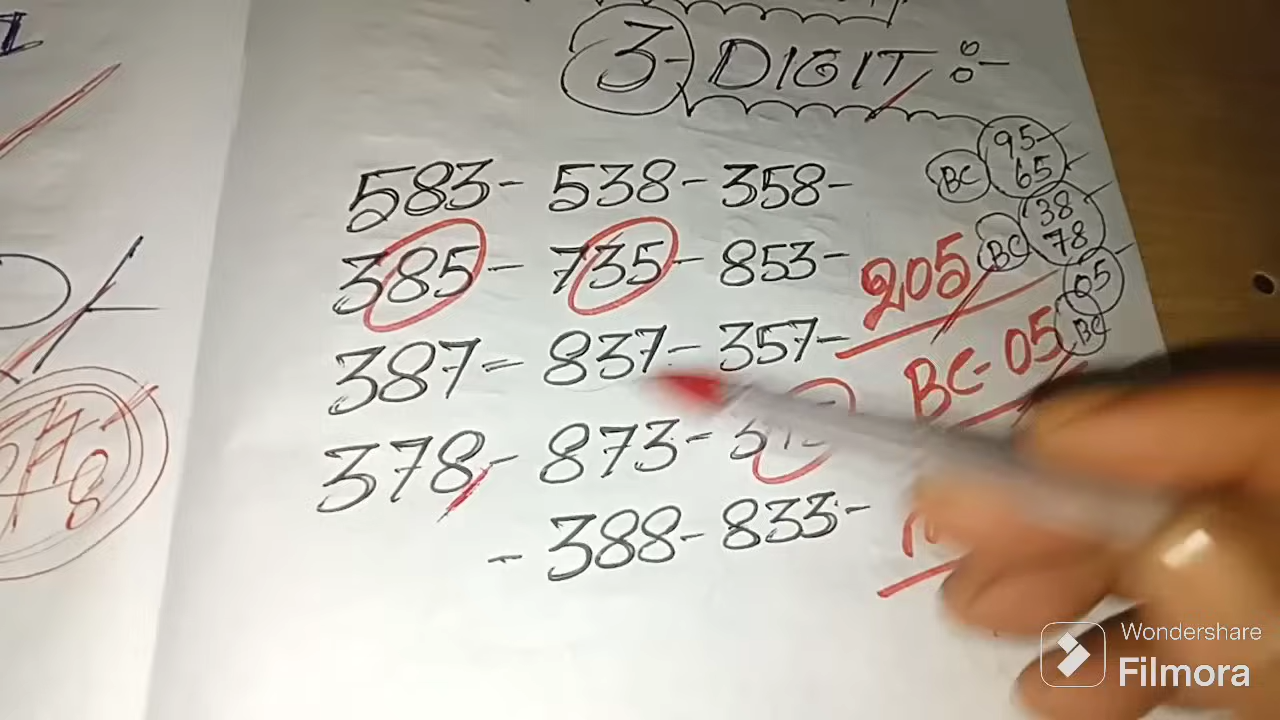 3- DIGIT :-
583- 538- 358-
385- 735- 853-
387- 837- 357-
378- 873-
- 388- 833-
95
65
BC
38
78
BC
05
BC
205
BC-05
Wondershare
Filmora